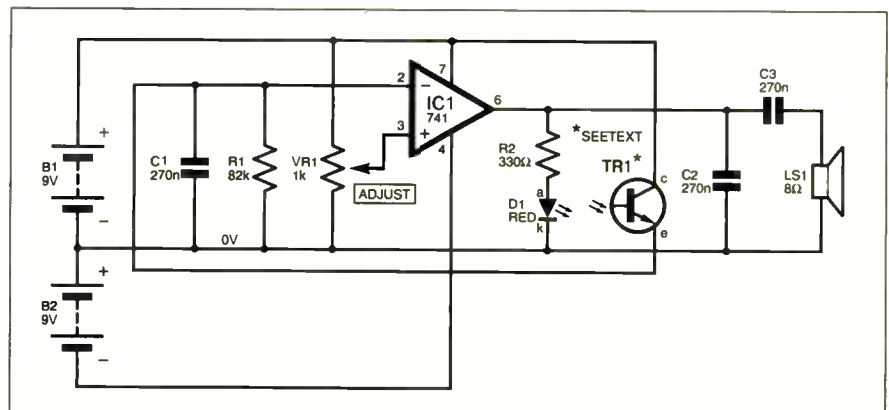 B1
9V
+
−
B2
9V
+
−
C1
270n
R1
82k
VR1
1k
ADJUST
0V
2
3
7
4
6
−
+
IC1
741
R2
330Ω
*SEETEXT
TR1*
a
D1
RED
k
c
e
C2
270n
C3
270n
LS1
8Ω